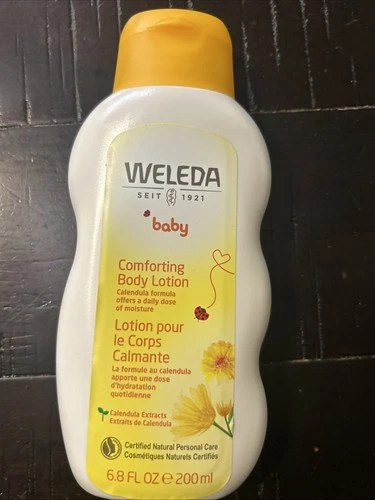 WELEDA
SEIT 1921
baby
Comforting
Body Lotion
Calendula formula
offers a daily dose
of moisture
Lotion pour
le Corps
Calmante
La formule au calendula
apporte une dose
d'hydratation
quotidienne
Calendula Extracts
Extraits de Calendula
Certified Natural Personal Care
Cosmétiques Naturels Certifiés
6.8 FL OZ ℮ 200 ml